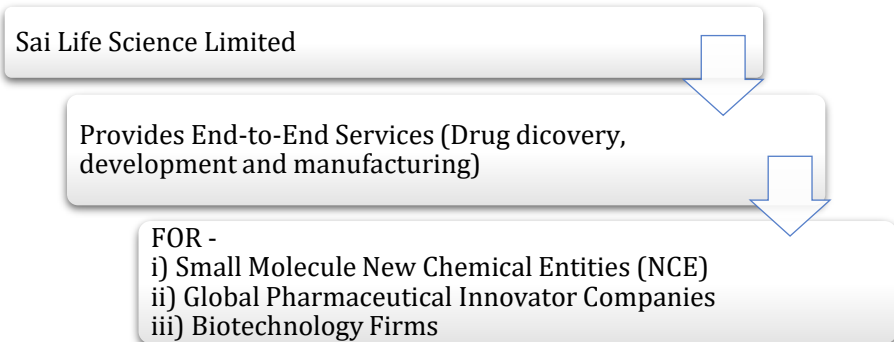 Sai Life Science Limited
Provides End-to-End Services (Drug dicovery,
development and manufacturing)
FOR -
i) Small Molecule New Chemical Entities (NCE)
ii) Global Pharmaceutical Innovator Companies
iii) Biotechnology Firms